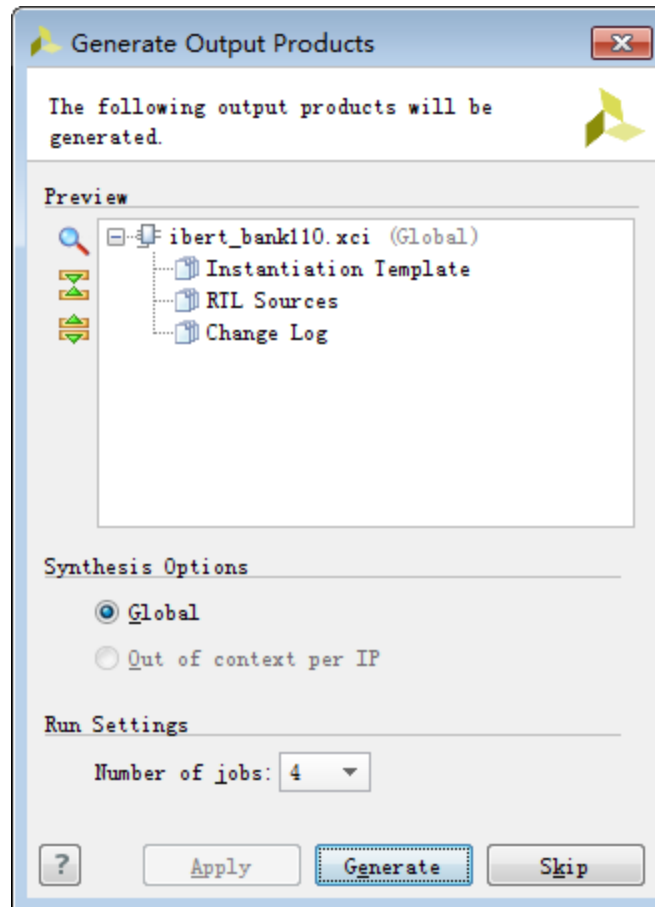 Generate Output Products
The following output products will be
generated.
Preview
ibert_bank110.xci (Global)
Instantiation Template
RTL Sources
Change Log
Synthesis Options
Global
Out of context per IP
Run Settings
Number of jobs: 4
? Apply Generate Skip